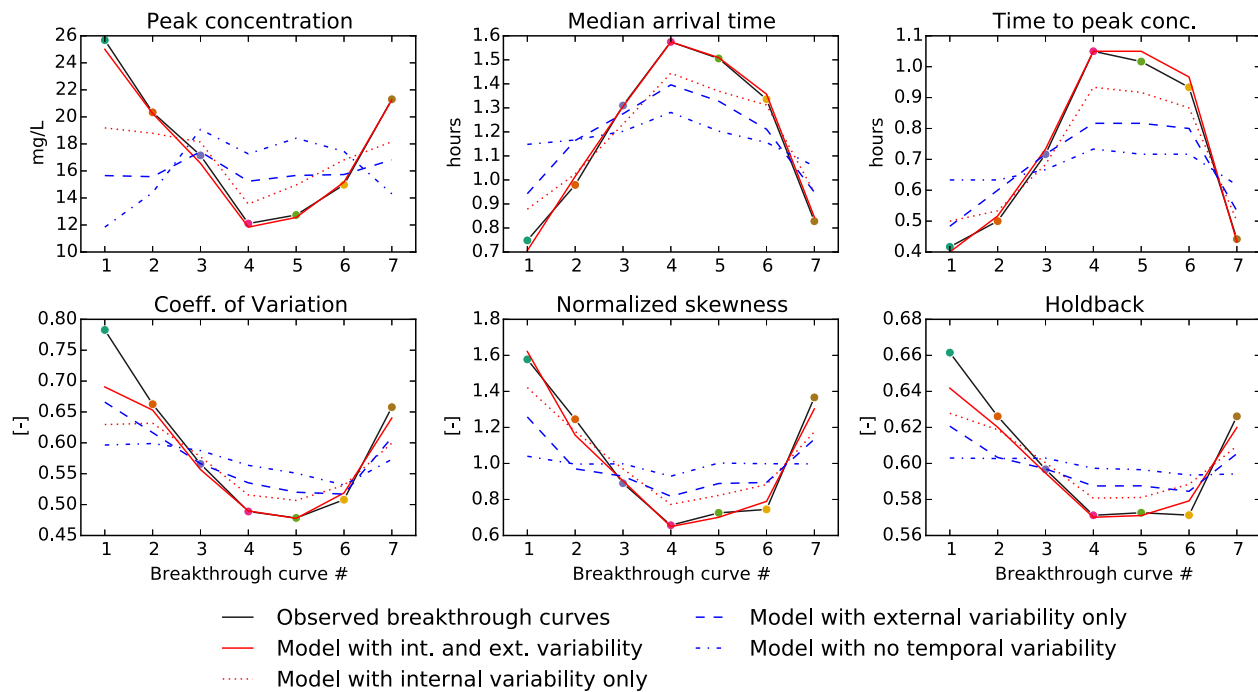 Peak concentration Median arrival time Time to peak conc.
26
24
22
20
18
16
14
12
10
mg/L
1 2 3 4 5 6 7
1.6
1.5
1.4
1.3
1.2
1.1
1.0
0.9
0.8
0.7
hours
1 2 3 4 5 6 7
1.1
1.0
0.9
0.8
0.7
0.6
0.5
0.4
hours
1 2 3 4 5 6 7
Coeff. of Variation Normalized skewness Holdback
0.80
0.75
0.70
0.65
0.60
0.55
0.50
0.45
[-]
1 2 3 4 5 6 7
Breakthrough curve #
1.8
1.6
1.4
1.2
1.0
0.8
0.6
[-]
1 2 3 4 5 6 7
Breakthrough curve #
0.68
0.66
0.64
0.62
0.60
0.58
0.56
[-]
1 2 3 4 5 6 7
Breakthrough curve #
Observed breakthrough curves
Model with int. and ext. variability
Model with internal variability only
Model with external variability only
Model with no temporal variability